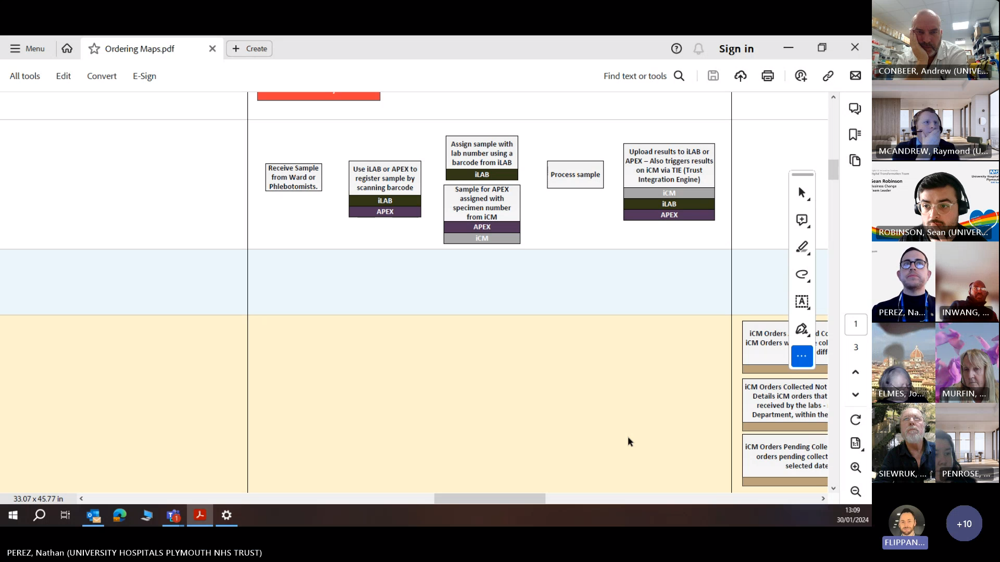 Menu
Ordering Maps.pdf
Create
Sign in
All tools
Edit
Convert
E-Sign
Find text or tools
Receive Sample
from Ward or
Phlebotomists.
Use iLAB or APEX to
register sample by
scanning barcode
iLAB
APEX
Assign sample with
lab number using a
barcode from iLAB
iLAB
Sample for APEX
assigned with
specimen number
from iCM
APEX
iCM
Process sample
Upload results to iLAB or
APEX – Also triggers results
on iCM via TIE (Trust
Integration Engine)
iCM
iLAB
APEX
iCM Orders
iCM Orders
diff
iCM Orders Collected Not
Details iCM orders that
received by the labs -
Department, within the
iCM Orders Pending Colle
orders pending collect
selected date
1
3
33.07 x 45.77 in
13:09
30/01/2024
CONBEER, Andrew (UNIVE...
MCANDREW, Raymond (U...
Digital Transformation Team
Sean Robinson
Business Change
Team Leader
NHS
University Hospital
Plymouth
ROBINSON, Sean (UNIVER...
PEREZ, Na...
INWANG, ...
ELMES, Jo...
MURFIN, ...
SIEWRUK, ...
PENROSE, ...
FLIPPAN...
+10
PEREZ, Nathan (UNIVERSITY HOSPITALS PLYMOUTH NHS TRUST)